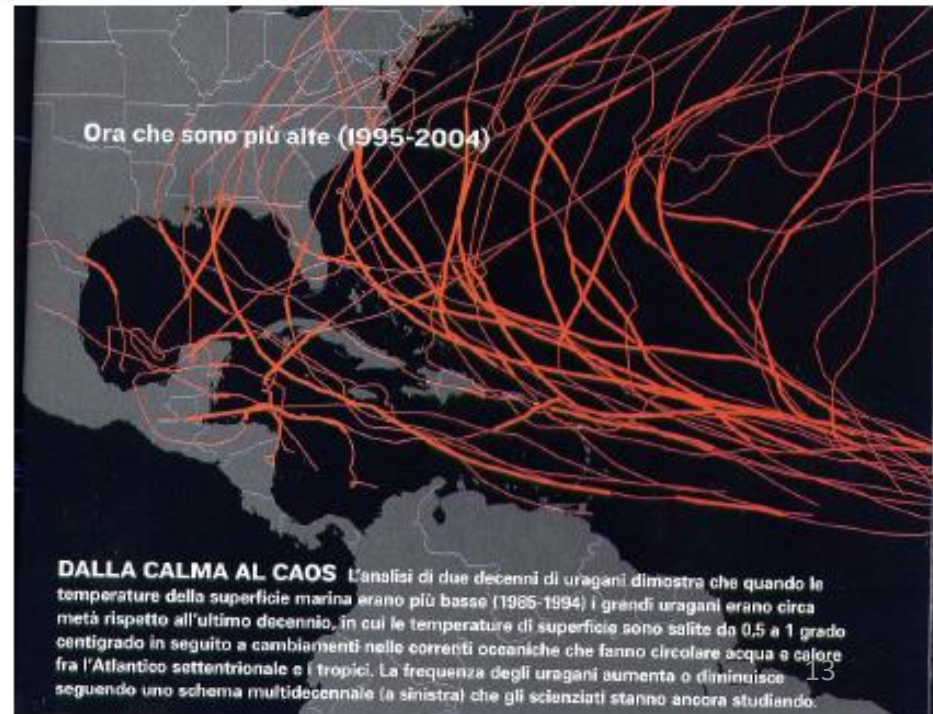 Ora che sono più alte (1995-2004)
DALLA CALMA AL CAOS L'analisi di due decenni di uragani dimostra che quando le
temperature della superficie marina erano più basse (1985-1994) i grandi uragani erano circa
metà rispetto all'ultimo decennio, in cui le temperature di superficie sono salite da 0,5 a 1 grado
centigrado in seguito a cambiamenti nelle correnti oceaniche che fanno circolare acqua e calore
fra l'Atlantico settentrionale e i tropici. La frequenza degli uragani aumenta o diminuisce
seguendo uno schema multidecennale (a sinistra) che gli scienziati stanno ancora studiando.
13